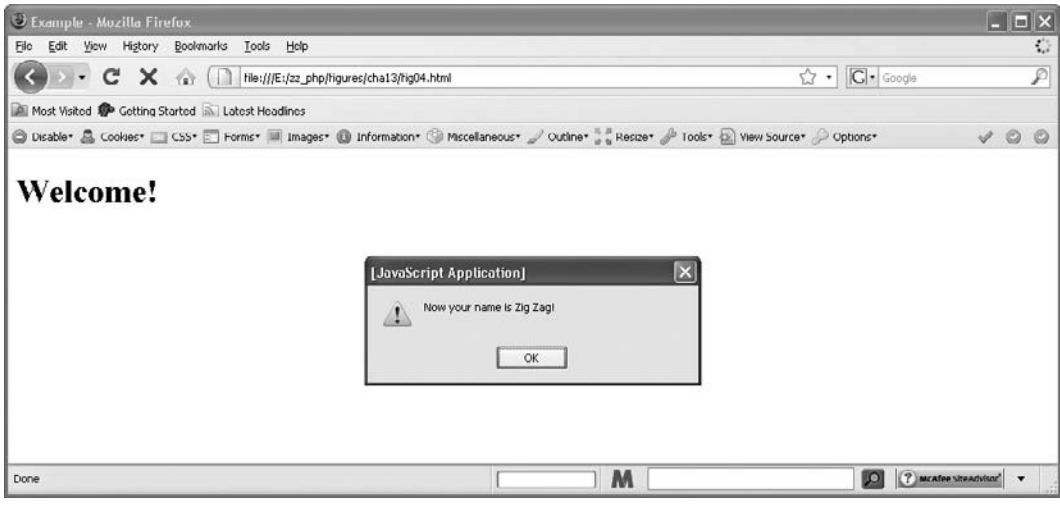 Example - Mozilla Firefox
File Edit View History Bookmarks Tools Help
file:///E:/zz_php/figures/cha13/fig04.html
G Google
Most Visited Getting Started Latest Headlines
Disable Cookies CSS Forms Images Information Miscellaneous Outline Resize Tools View Source Options
Welcome!
[JavaScript Application]
Now your name is Zig Zag!
OK
Done
M
McAfee SiteAdvisor